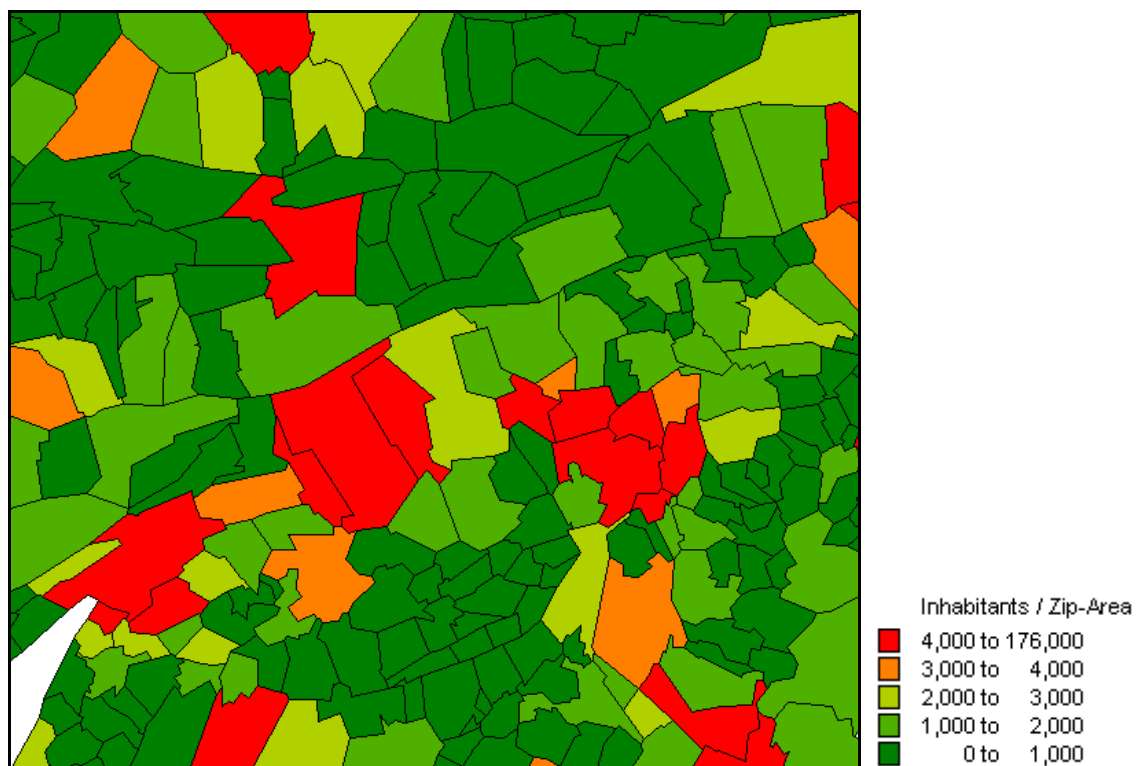 Inhabitants / Zip-Area
4,000 to 176,000
3,000 to 4,000
2,000 to 3,000
1,000 to 2,000
0 to 1,000